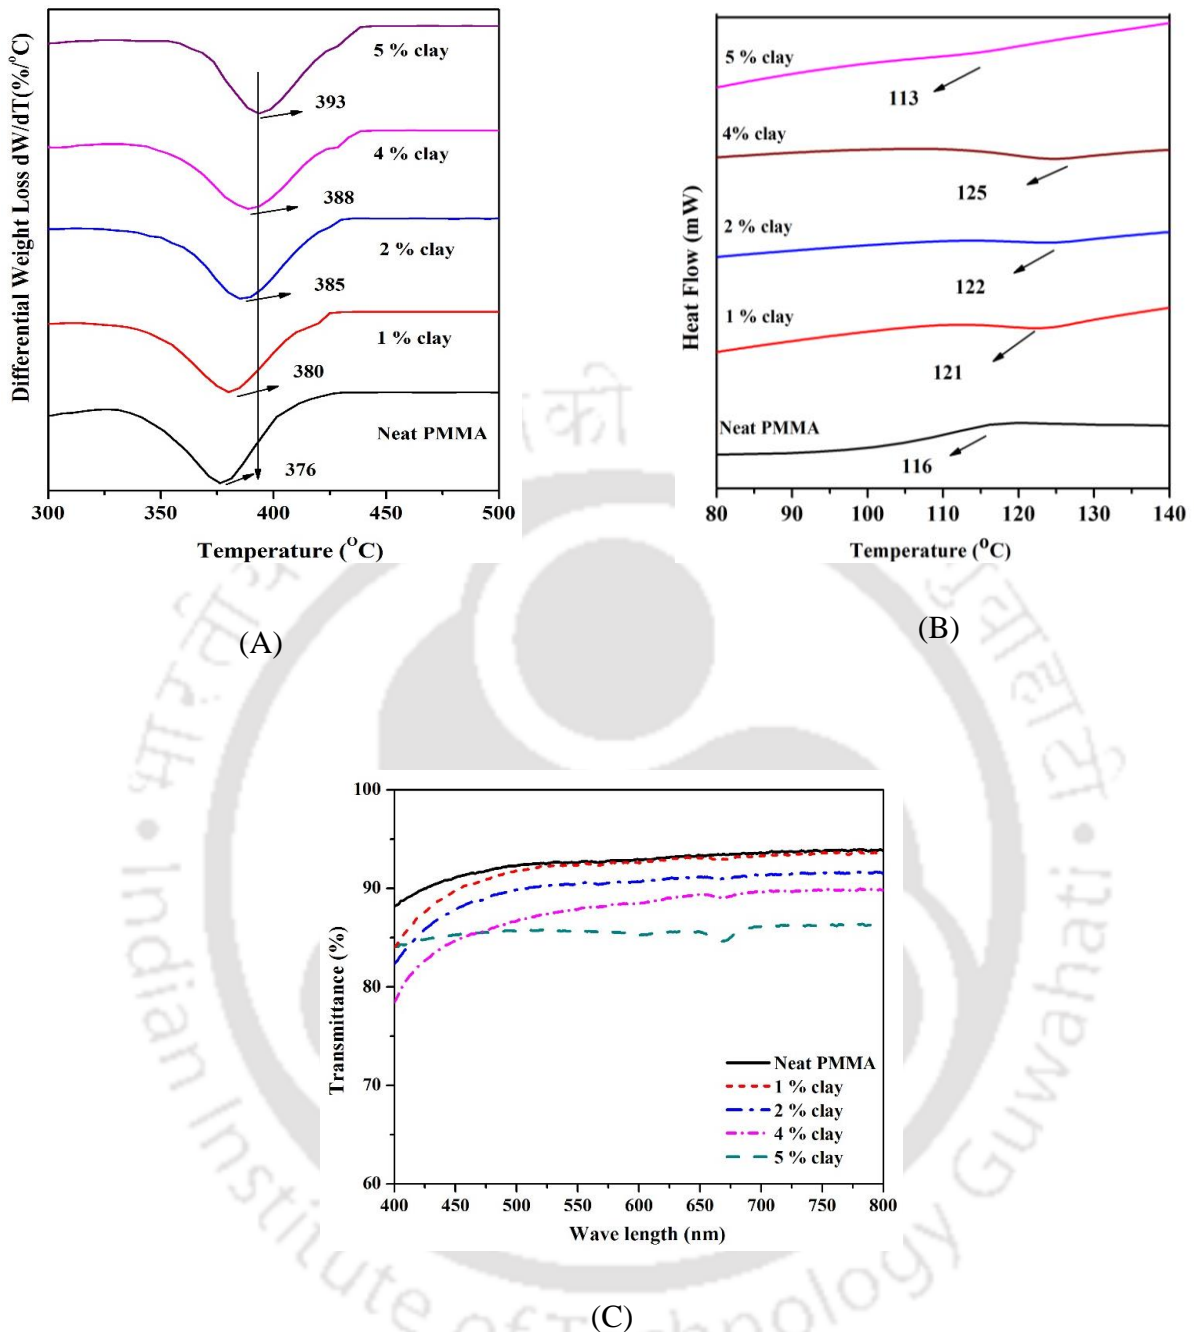 Differential Weight Loss dW/dT(%/°C)
5 % clay
393
4 % clay
388
2 % clay
385
1 % clay
380
Neat PMMA
376
300 350 400 450 500
Temperature (°C)
(A)
Heat Flow (mW)
5 % clay
113
4% clay
125
2 % clay
122
1 % clay
121
Neat PMMA
116
80 90 100 110 120 130 140
Temperature (°C)
(B)
Transmittance (%)
100
90
80
70
60
Neat PMMA
1 % clay
2 % clay
4 % clay
5 % clay
400 450 500 550 600 650 700 750 800
Wave length (nm)
(C)
Indian Institute of Technology Guwahati